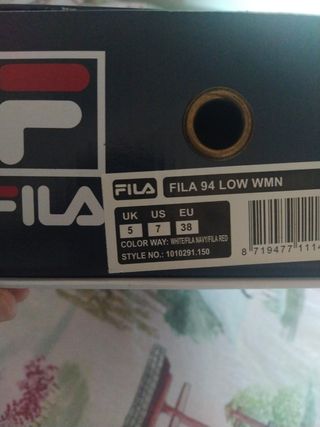 FILA
FILA FILA 94 LOW WMN
UK US EU
5 7 38
COLOR WAY: WHITE/FILA NAVY/FILA RED
STYLE NO.: 1010291.150
8 719477 1114